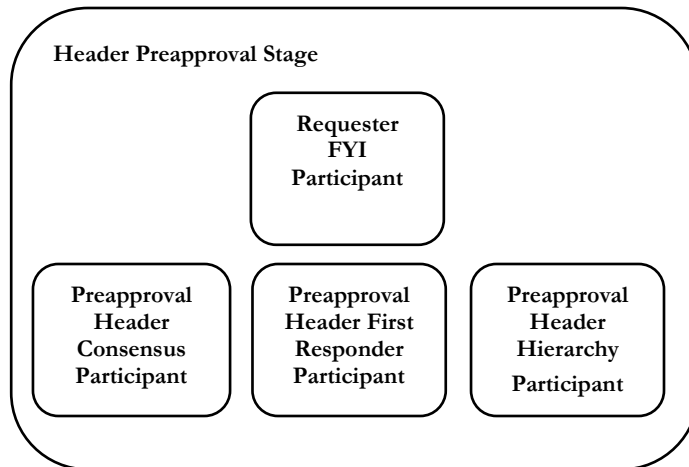 Header Preapproval Stage
Requester
FYI
Participant
Preapproval
Header
Consensus
Participant
Preapproval
Header First
Responder
Participant
Preapproval
Header
Hierarchy
Participant